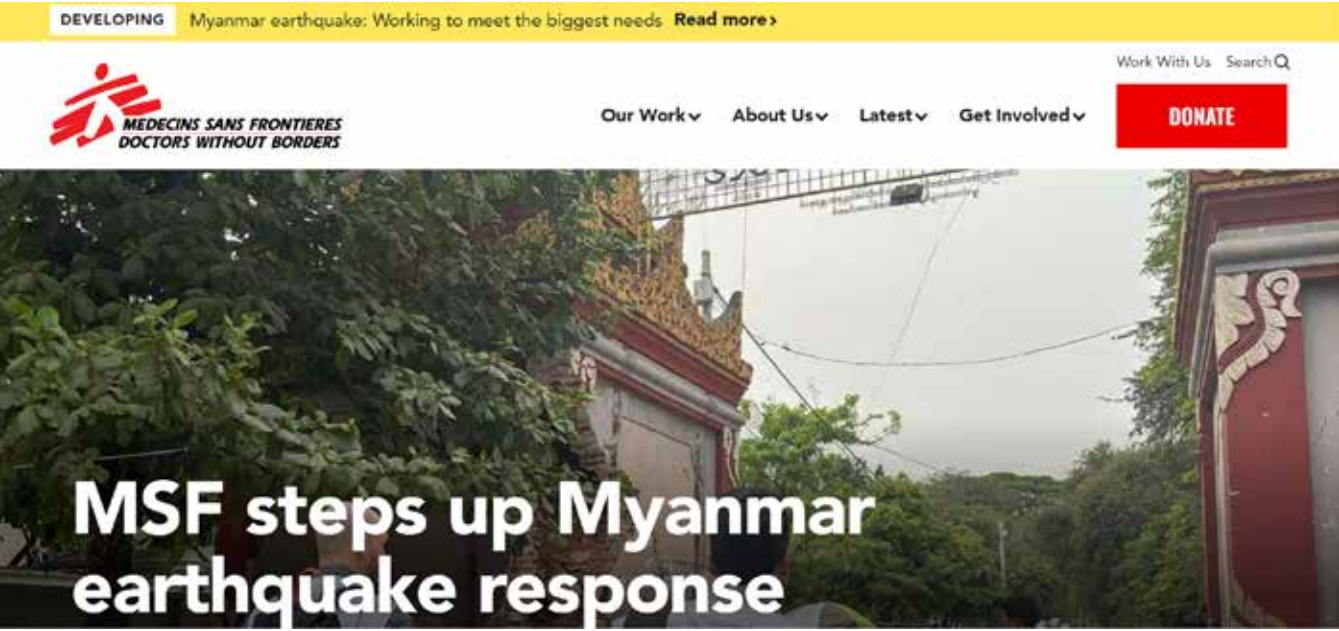 DEVELOPING Myanmar earthquake: Working to meet the biggest needs Read more ›
Work With Us Search
MEDECINS SANS FRONTIERES
DOCTORS WITHOUT BORDERS
Our Work About Us Latest Get Involved DONATE
MSF steps up Myanmar
earthquake response